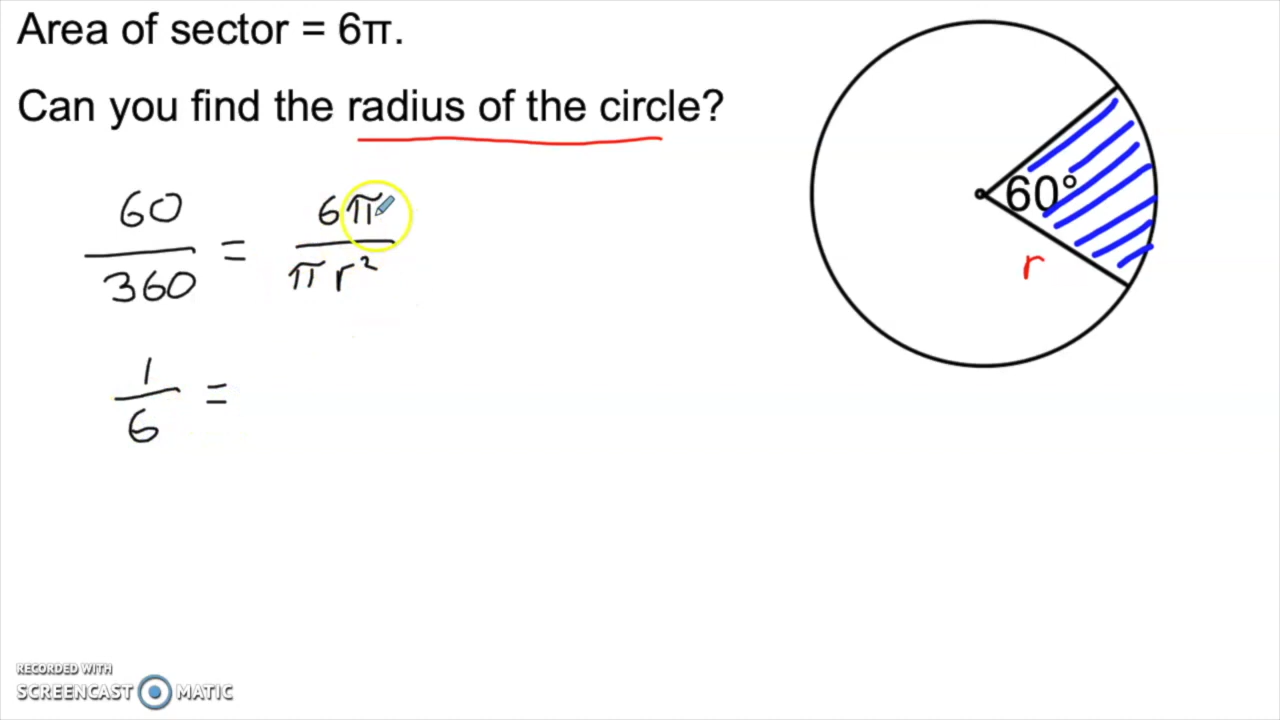 Area of sector = 6π.
Can you find the radius of the circle?
60/360 = 6π/πr²
1/6 =
60°
r
RECORDED WITH
SCREENCAST MATIC